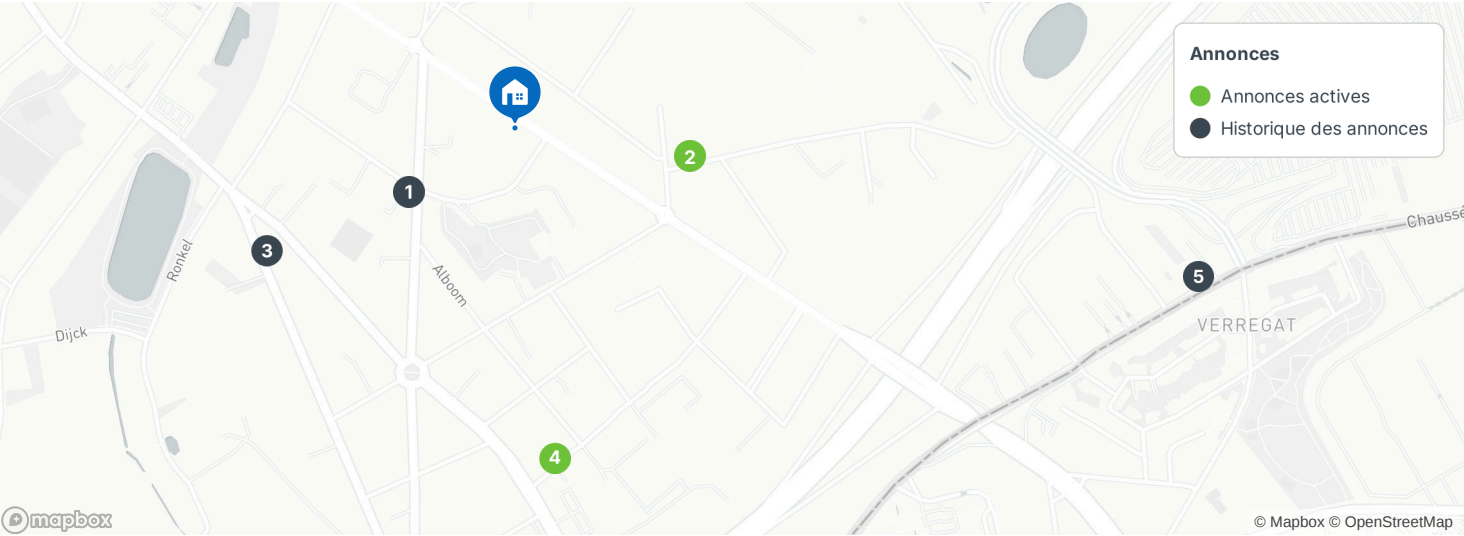 Annonces
Annonces actives
Historique des annonces
2
1
Ronkel
3
Alboom
Chaussé
5
Dijck
VERREGAT
4
mapbox
© Mapbox © OpenStreetMap